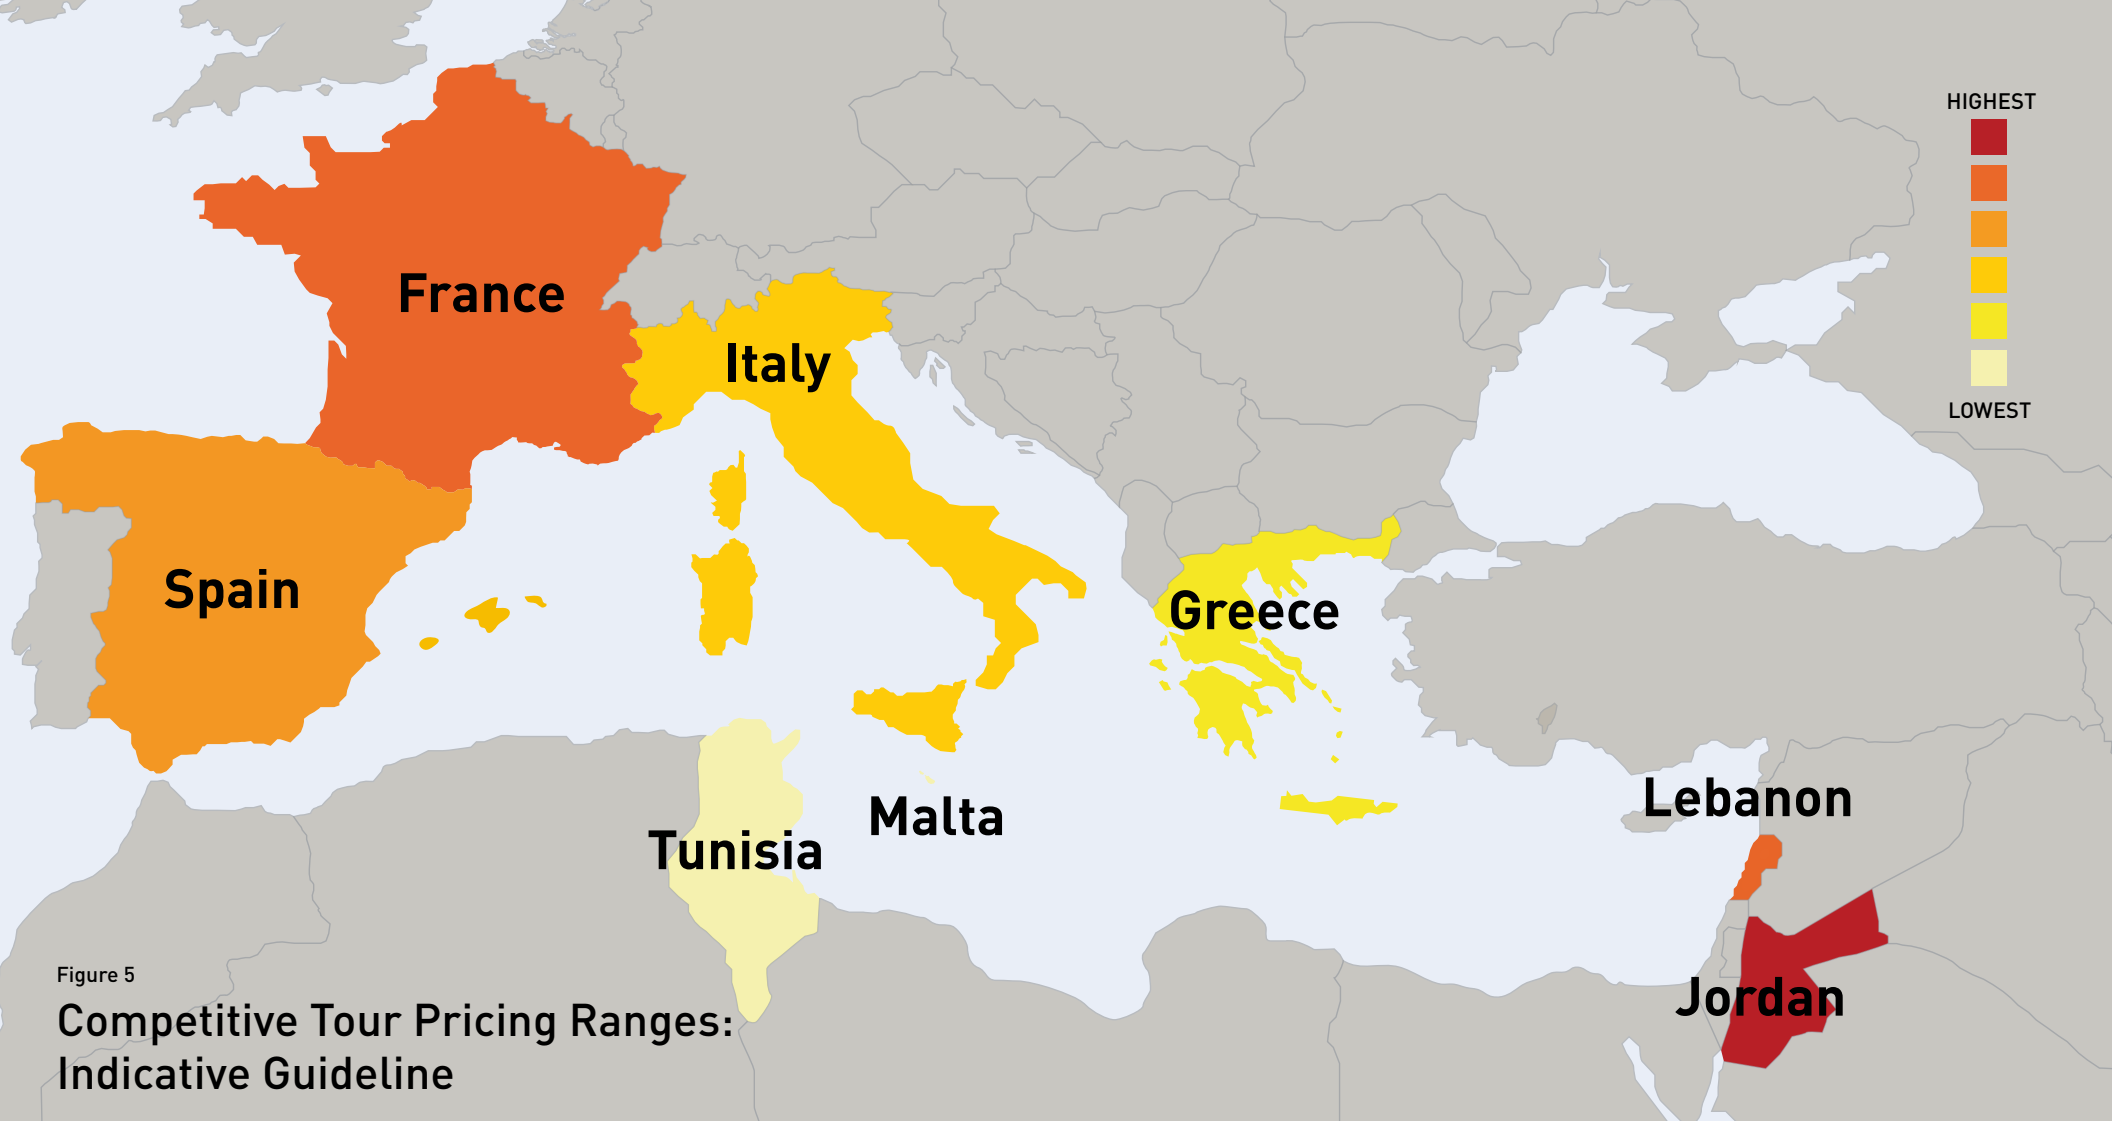 HIGHEST
LOWEST
France
Italy
Spain
Greece
Lebanon
Malta
Tunisia
Jordan
Figure 5
Competitive Tour Pricing Ranges:
Indicative Guideline